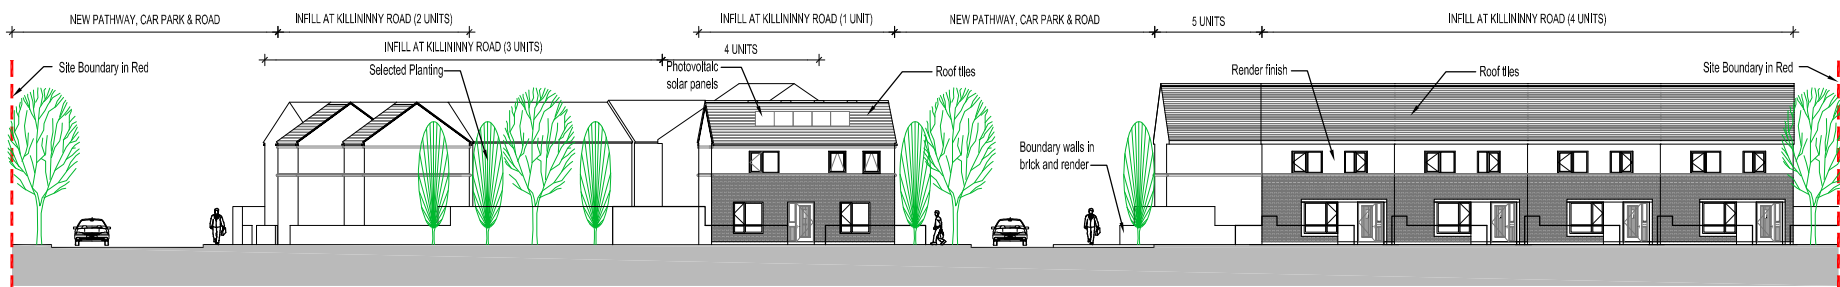 NEW PATHWAY, CAR PARK & ROAD
INFILL AT KILLININNY ROAD (2 UNITS)
INFILL AT KILLININNY ROAD (1 UNIT)
NEW PATHWAY, CAR PARK & ROAD
5 UNITS
INFILL AT KILLININNY ROAD (4 UNITS)
INFILL AT KILLININNY ROAD (3 UNITS)
4 UNITS
Site Boundary in Red
Selected Planting
Photovoltaic
solar panels
Roof tiles
Render finish
Roof tiles
Site Boundary in Red
Boundary walls in
brick and render